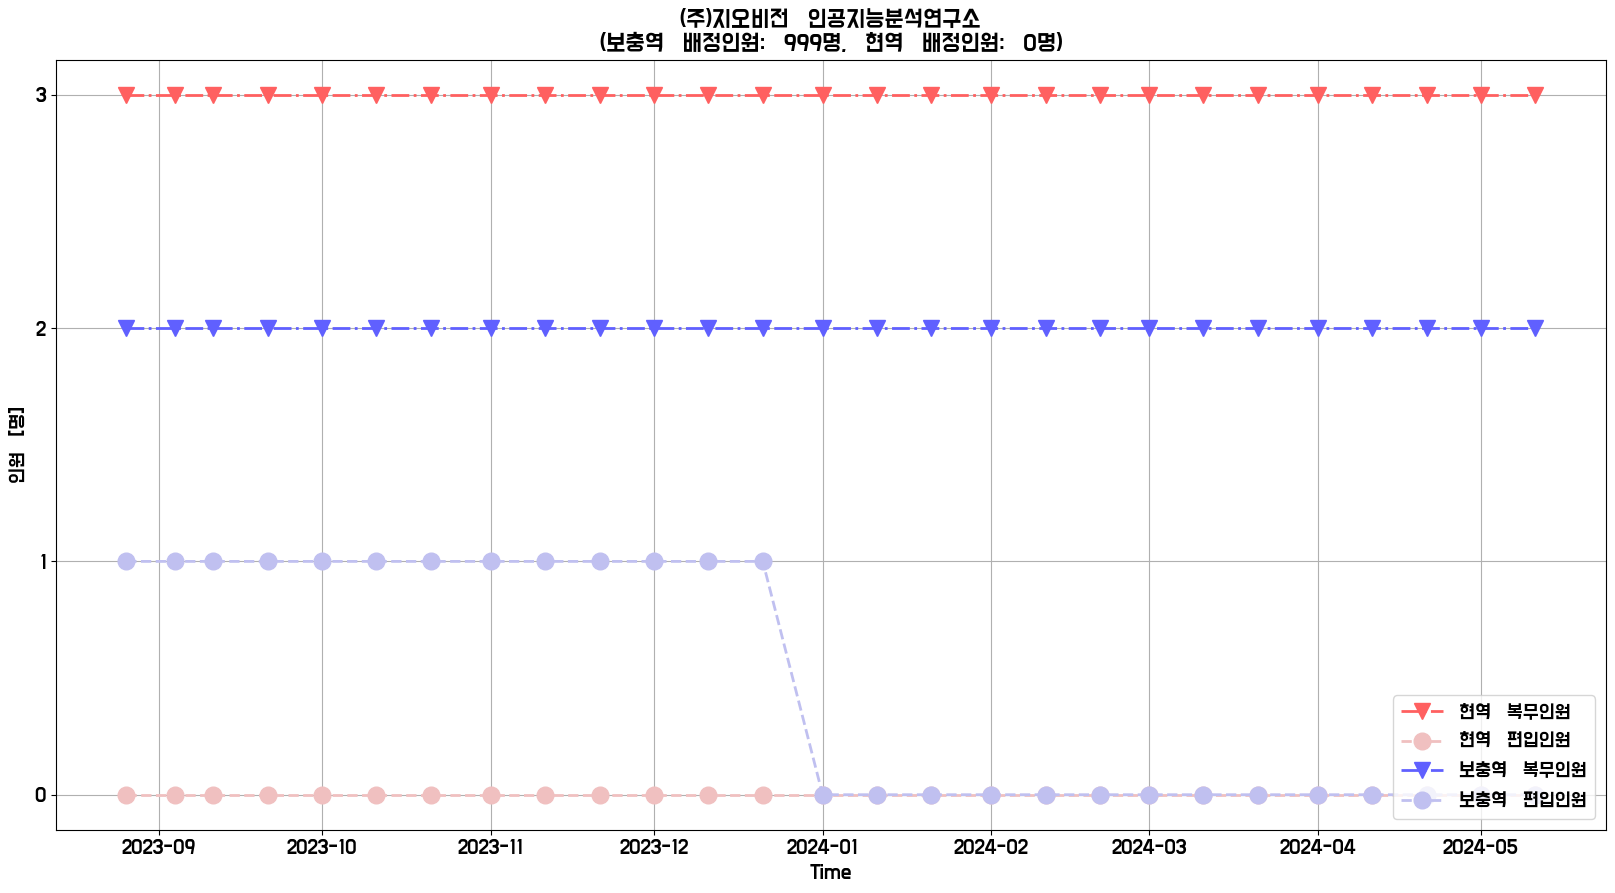 (주)지오비전 인공지능분석연구소
(보충역 배정인원: 999명, 현역 배정인원: 0명)
인원 [명]
3
2
1
0
현역 복무인원
현역 편입인원
보충역 복무인원
보충역 편입인원
2023-09 2023-10 2023-11 2023-12 2024-01 2024-02 2024-03 2024-04 2024-05
Time